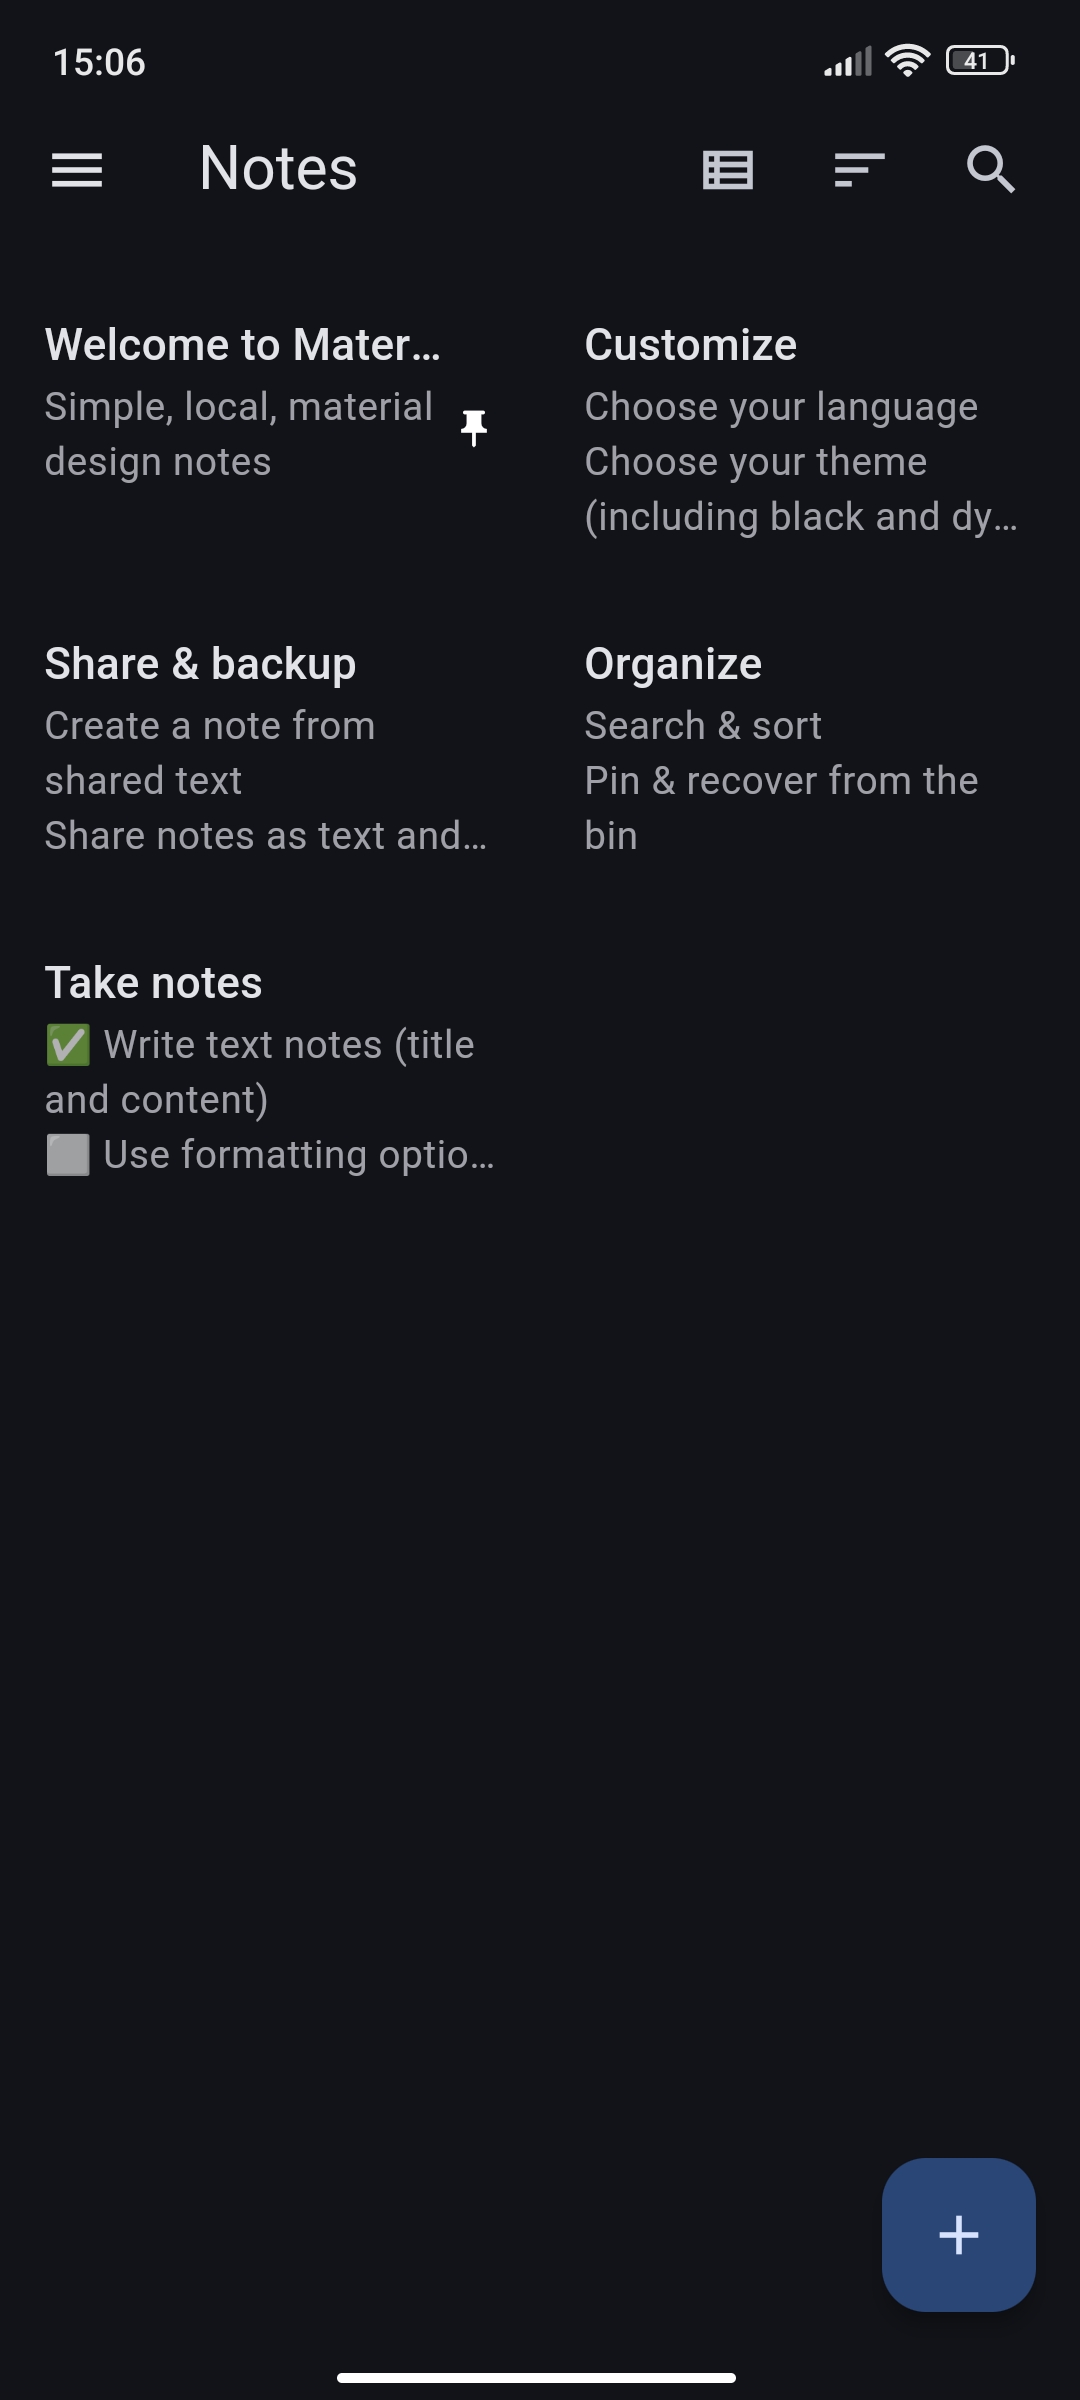 15:06
41
Notes
Welcome to Mater…
Simple, local, material
design notes
Customize
Choose your language
Choose your theme
(including black and dy…
Share & backup
Create a note from
shared text
Share notes as text and…
Organize
Search & sort
Pin & recover from the
bin
Take notes
✅ Write text notes (title
and content)
⬜ Use formatting optio…